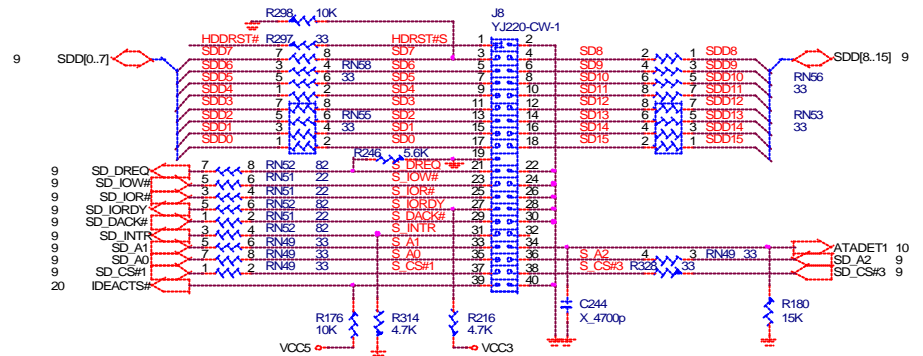 R298 10K J8
YJ220-CW-1
HDDRST# R297 33 HDDRST#S 1 2
9 SDD[0..7] SDD7 7 8 SD7 3 4 SD8 2 1 SDD8 SDD[8..15] 9
SDD6 5 6 RN58 SD6 5 6 SD9 4 3 SDD9 RN56
SDD5 3 4 33 SD5 7 8 SD10 6 5 SDD10 33
SDD4 1 2 SD4 9 10 SD11 8 7 SDD11
SDD3 7 8 SD3 11 12 SD12 8 7 SDD12
SDD2 5 6 RN55 SD2 13 14 SD13 6 5 SDD13 RN53
SDD1 3 4 33 SD1 15 16 SD14 4 3 SDD14 33
SDD0 1 2 SD0 17 18 SD15 2 1 SDD15
R246 5.6K 19
9 SD_DREQ 7 8 RN52 82 S_DREQ 21 22
9 SD_IOW# 5 6 RN51 22 S_IOW# 23 24
9 SD_IOR# 3 4 RN51 22 S_IOR# 25 26
9 SD_IORDY 5 6 RN52 82 S_IORDY 27 28
9 SD_DACK# 1 2 RN51 22 S_DACK# 29 30
9 SD_INTR 1 2 RN52 82 S_INTR 31 32
9 SD_A1 5 6 RN49 33 S_A1 33 34 ATADET1 10
9 SD_A0 7 8 RN49 33 S_A0 35 36 S_A2 4 3 RN49 33 SD_A2 9
9 SD_CS#1 1 2 RN49 33 S_CS#1 37 38 S_CS#3 R328 33 SD_CS#3 9
20 IDEACTS# 39 40
C244
X_4700p
R176 R314 R216 R180
10K 4.7K 4.7K 15K
VCC5 VCC3